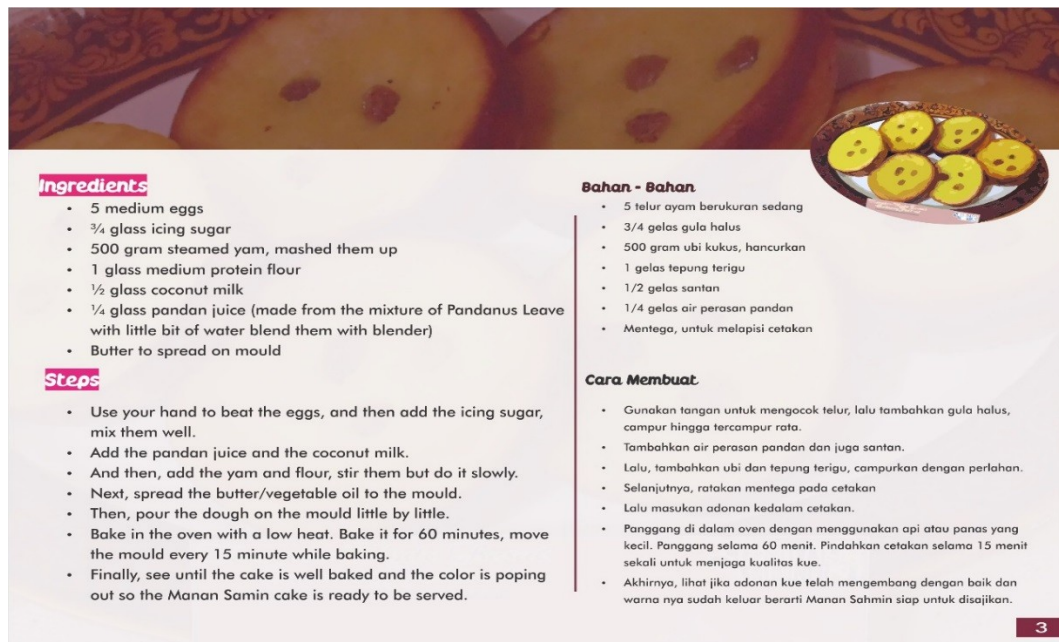 Ingredients
• 5 medium eggs
• ¾ glass icing sugar
• 500 gram steamed yam, mashed them up
• 1 glass medium protein flour
• ½ glass coconut milk
• ¼ glass pandan juice (made from the mixture of Pandanus Leave
with little bit of water blend them with blender)
• Butter to spread on mould
Steps
• Use your hand to beat the eggs, and then add the icing sugar,
mix them well.
• Add the pandan juice and the coconut milk.
• And then, add the yam and flour, stir them but do it slowly.
• Next, spread the butter/vegetable oil to the mould.
• Then, pour the dough on the mould little by little.
• Bake in the oven with a low heat. Bake it for 60 minutes, move
the mould every 15 minute while baking.
• Finally, see until the cake is well baked and the color is poping
out so the Manan Samin cake is ready to be served.
Bahan - Bahan
• 5 telur ayam berukuran sedang
• 3/4 gelas gula halus
• 500 gram ubi kukus, hancurkan
• 1 gelas tepung terigu
• 1/2 gelas santan
• 1/4 gelas air perasan pandan
• Mentega, untuk melapisi cetakan
Cara Membuat
• Gunakan tangan untuk mengocok telur, lalu tambahkan gula halus,
campur hingga tercampur rata.
• Tambahkan air perasan pandan dan juga santan.
• Lalu, tambahkan ubi dan tepung terigu, campurkan dengan perlahan.
• Selanjutnya, ratakan mentega pada cetakan
• Lalu masukan adonan kedalam cetakan.
• Panggang di dalam oven dengan menggunakan api atau panas yang
kecil. Panggang selama 60 menit. Pindahkan cetakan selama 15 menit
sekali untuk menjaga kualitas kue.
• Akhirnya, lihat jika adonan kue telah mengembang dengan baik dan
warna nya sudah keluar berarti Manan Sahmin siap untuk disajikan.
3